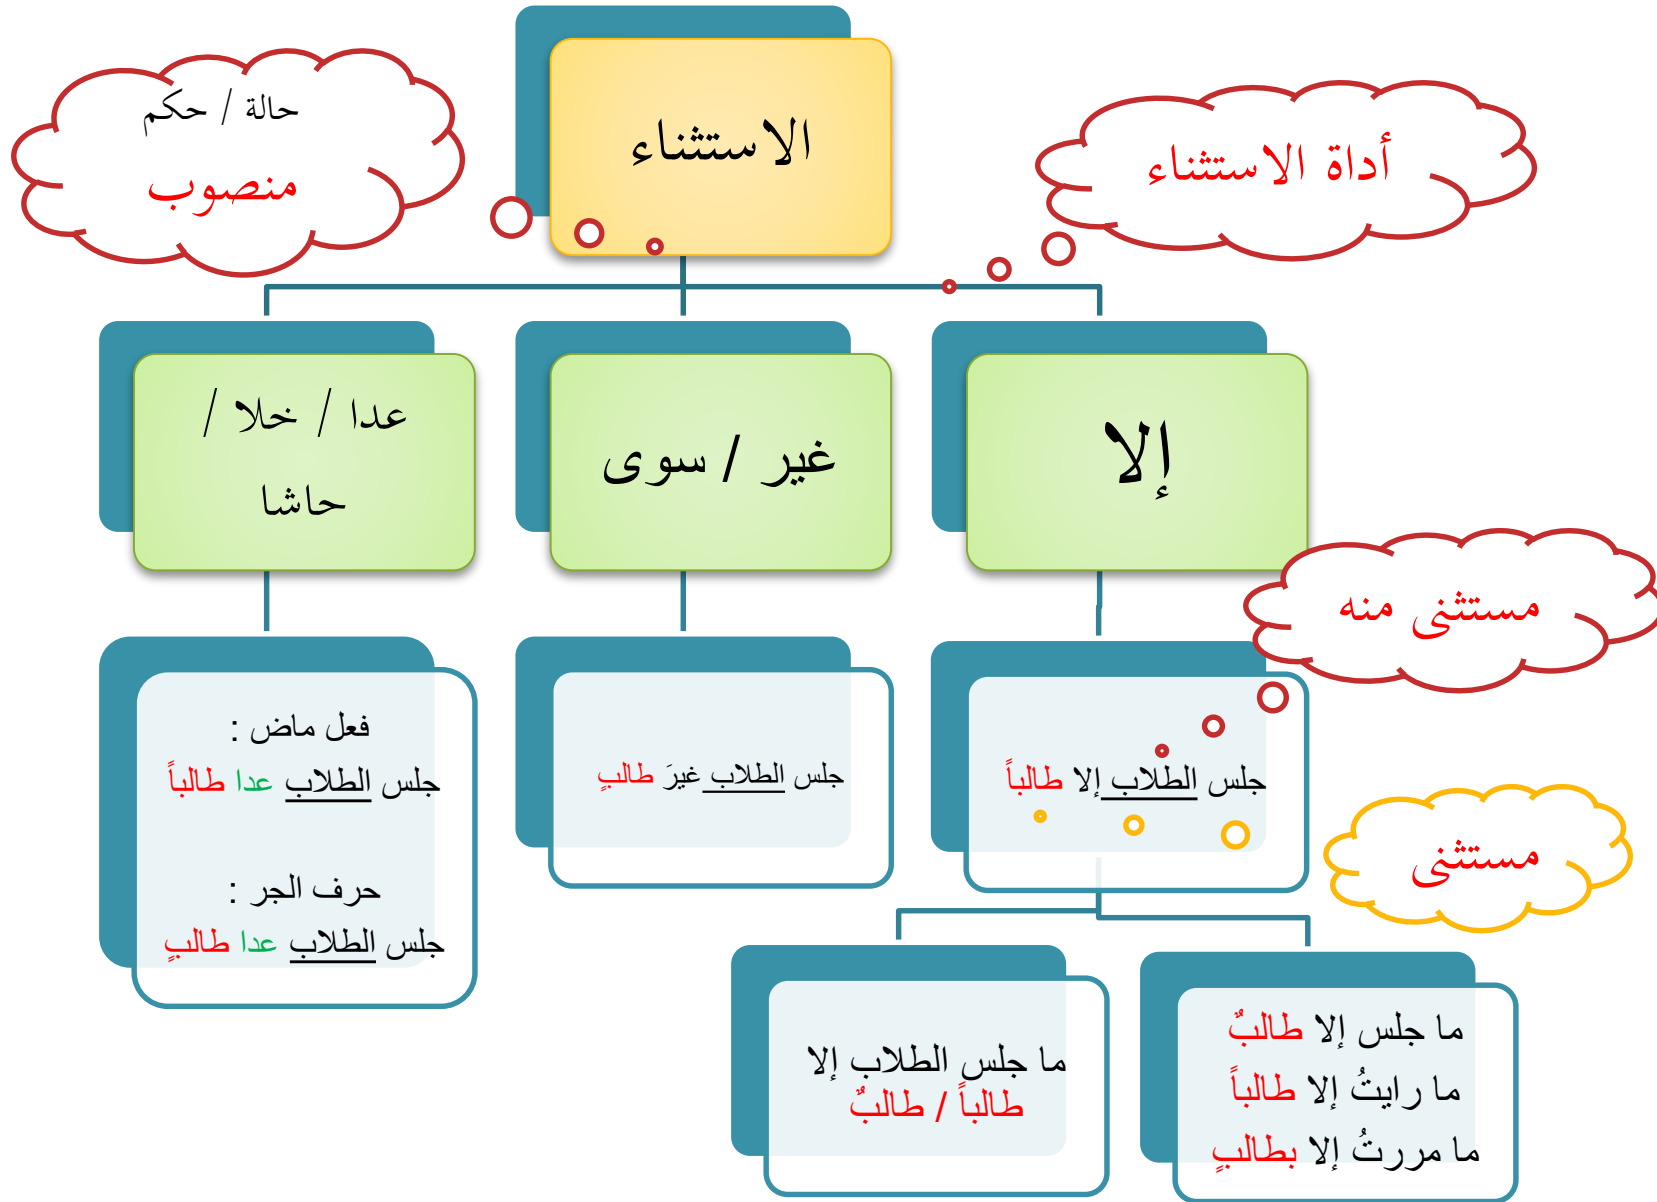 الاستثناء
أداة الاستثناء
حالة / حكم
منصوب
إلا
غير / سوى
عدا / خلا /
حاشا
مستثنى منه
جلس الطلاب إلا طالباً
مستثنى
جلس الطلاب غيرَ طالبٍ
فعل ماض :
جلس الطلاب عدا طالباً
حرف الجر :
جلس الطلاب عدا طالبٍ
ما جلس إلا طالبٌ
ما رايتُ إلا طالباً
ما مررتُ إلا بطالبٍ
ما جلس الطلاب إلا
طالباً / طالبٌ